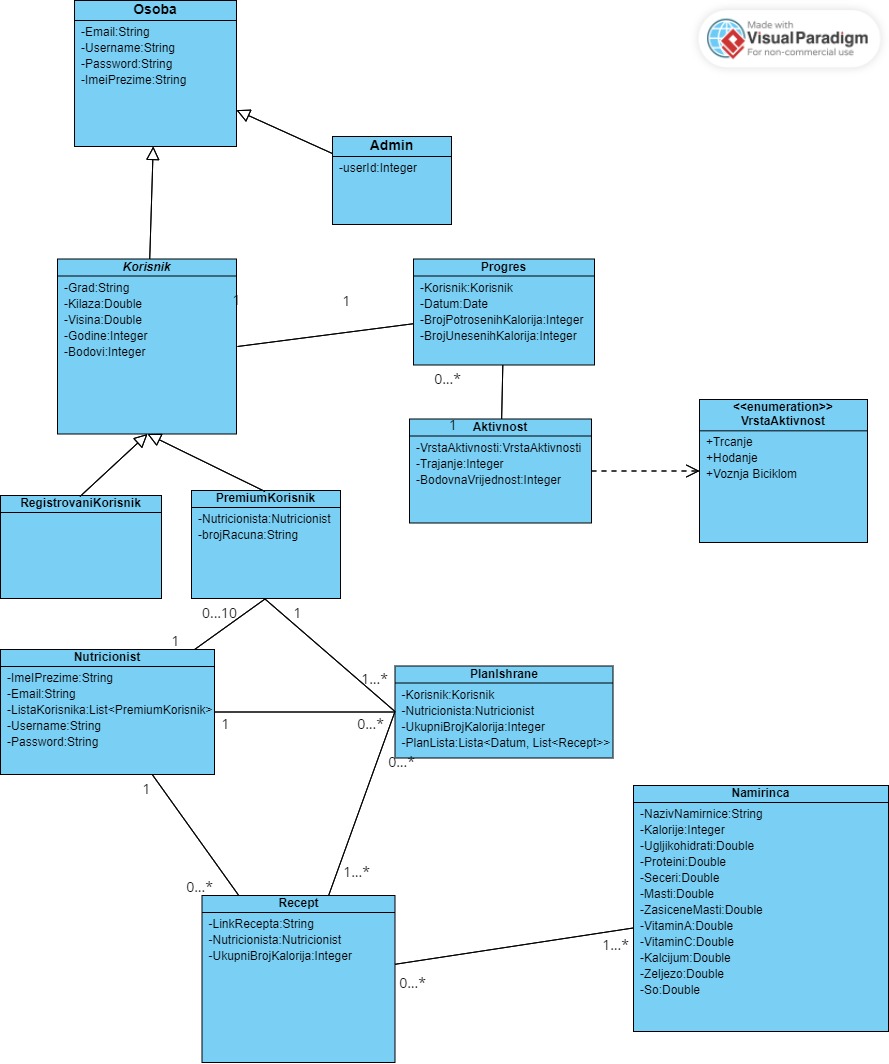 Osoba
-Email:String
-Username:String
-Password:String
-ImeiPrezime:String
Made with
VisualParadigm
For non-commercial use
Admin
-userId:Integer
Korisnik
-Grad:String
-Kilaza:Double
-Visina:Double
-Godine:Integer
-Bodovi:Integer
1
1
Progres
-Korisnik:Korisnik
-Datum:Date
-BrojPotrosenihKalorija:Integer
-BrojUnesenihKalorija:Integer
0...*
1
Aktivnost
-VrstaAktivnosti:VrstaAktivnosti
-Trajanje:Integer
-BodovnaVrijednost:Integer
<<enumeration>>
VrstaAktivnost
+Trcanje
+Hodanje
+Voznja Biciklom
RegistrovaniKorisnik
PremiumKorisnik
-Nutricionista:Nutricionist
-brojRacuna:String
0...10
1
1
1...*
Nutricionist
-ImeIPrezime:String
-Email:String
-ListaKorisnika:List<PremiumKorisnik>
-Username:String
-Password:String
1
0...*
PlanIshrane
-Korisnik:Korisnik
-Nutricionista:Nutricionist
-UkupniBrojKalorija:Integer
-PlanLista:Lista<Datum, List<Recept>>
0...*
1
0...*
1...*
Recept
-LinkRecepta:String
-Nutricionista:Nutricionist
-UkupniBrojKalorija:Integer
0...*
1...*
Namirinca
-NazivNamirnice:String
-Kalorije:Integer
-Ugljikohidrati:Double
-Proteini:Double
-Seceri:Double
-Masti:Double
-ZasiceneMasti:Double
-VitaminA:Double
-VitaminC:Double
-Kalcijum:Double
-Zeljezo:Double
-So:Double